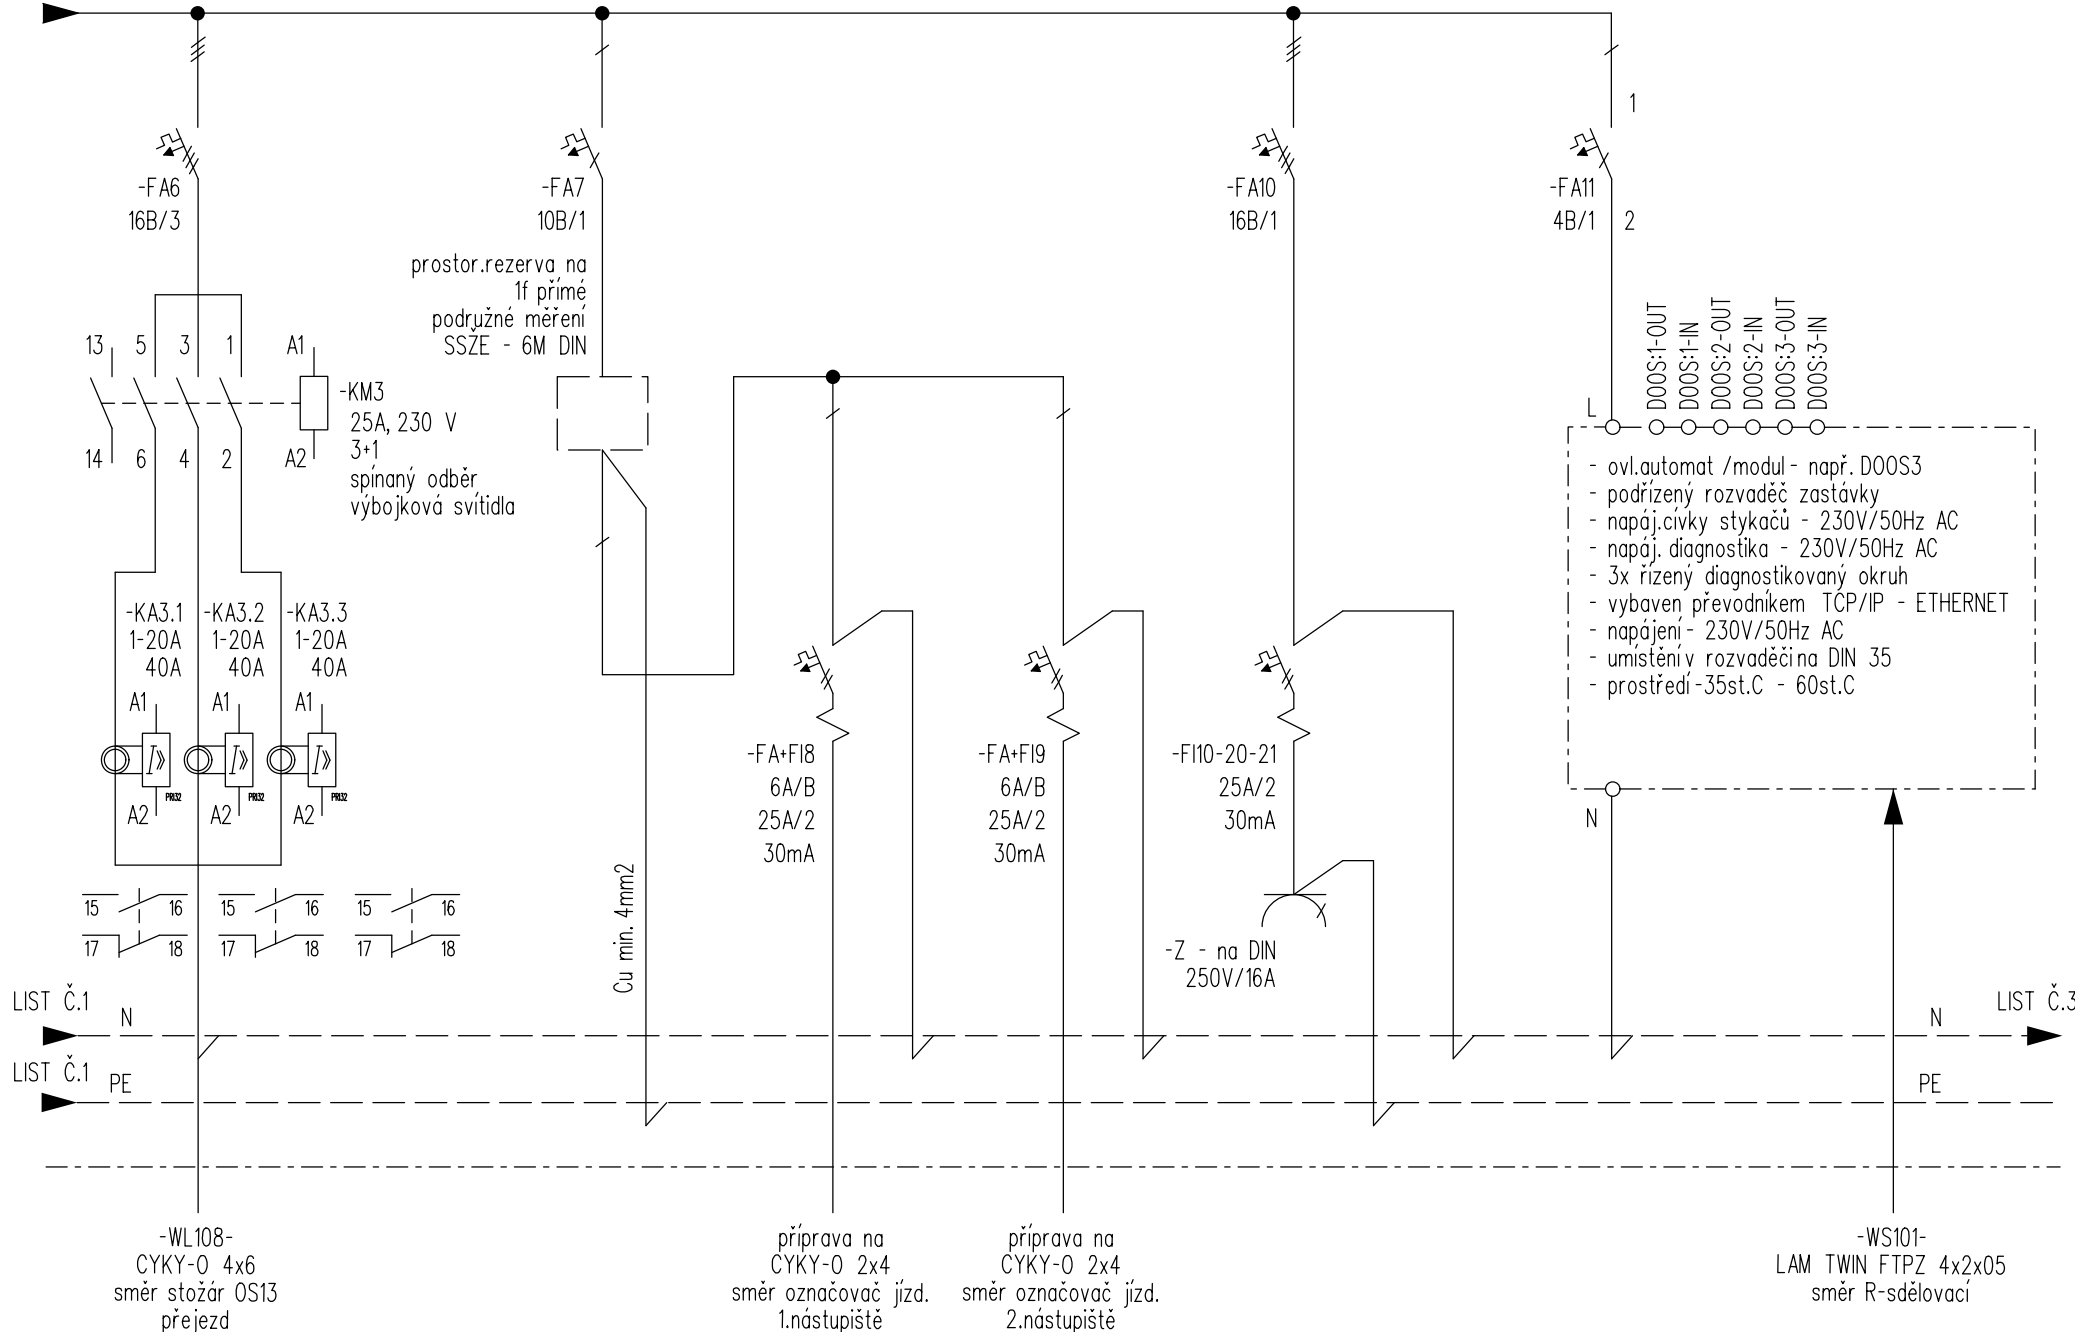 1
-FA6
16B/3
-FA7
10B/1
-FA10
16B/1
-FA11
4B/1
2
prostor.rezerva na
1f přímé
podružné měření
SSŽE - 6M DIN
13
5
3
1
A1
14
6
4
2
A2
-KM3
25A, 230 V
3+1
spínaný odběr
výbojková svítidla
L
DOOS:1-OUT
DOOS:1-IN
DOOS:2-OUT
DOOS:2-IN
DOOS:3-OUT
DOOS:3-IN
- ovl.automat /modul - např. DOOS3
- podřízený rozvaděč zastávky
- napáj.cívky stykačů - 230V/50Hz AC
- napáj. diagnostika - 230V/50Hz AC
- 3x řízený diagnostikovaný okruh
- vybaven převodníkem TCP/IP - ETHERNET
- napájení - 230V/50Hz AC
- umístění v rozvaděči na DIN 35
- prostředí -35st.C - 60st.C
N
-KA3.1
1-20A
40A
-KA3.2
1-20A
40A
-KA3.3
1-20A
40A
A1
A1
A1
I»
I»
I»
A2
A2
A2
-FA+FI8
6A/B
25A/2
30mA
-FA+FI9
6A/B
25A/2
30mA
-FI10-20-21
25A/2
30mA
Cu min. 4mm2
15
16
15
16
15
16
17
18
17
18
17
18
-Z - na DIN
250V/16A
LIST Č.1
N
N
LIST Č.3
LIST Č.1
PE
PE
-WL108-
CYKY-O 4x6
směr stožár OS13
přejezd
příprava na
CYKY-O 2x4
směr označovač jízd.
1.nástupiště
příprava na
CYKY-O 2x4
směr označovač jízd.
2.nástupiště
-WS101-
LAM TWIN FTPZ 4x2x05
směr R-sdělovací